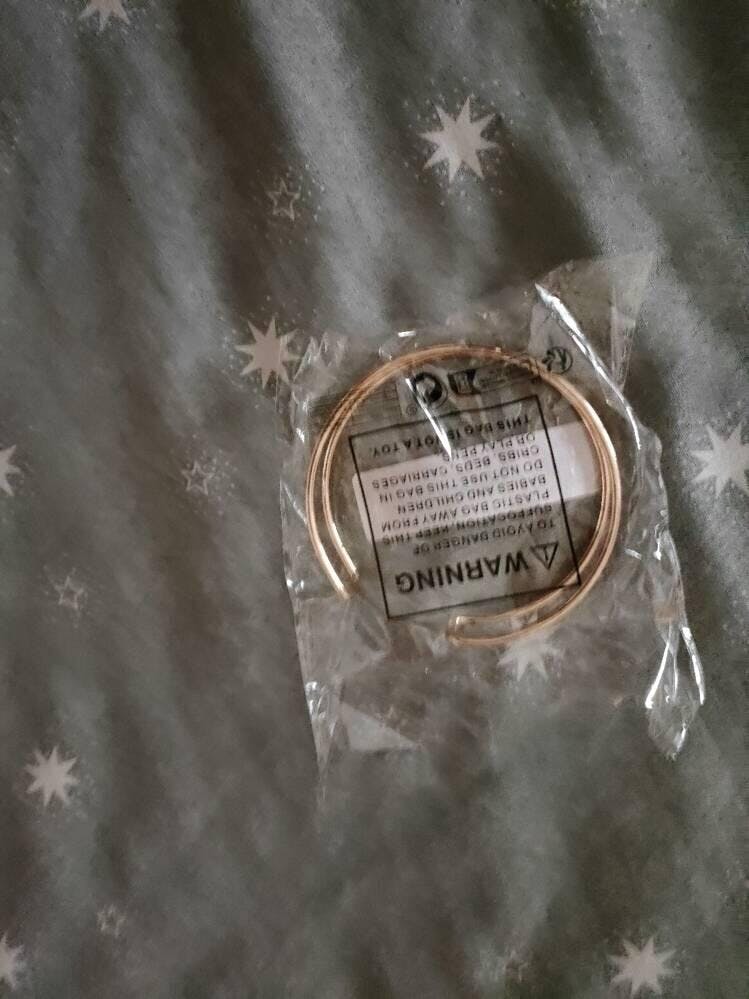 WARNING
TO AVOID DANGER OF
SUFFOCATION, KEEP THIS
PLASTIC BAG AWAY FROM
BABIES AND CHILDREN
DO NOT USE THIS BAG IN
CRIBS, BEDS, CARRIAGES
OR PLAY PENS.
THIS BAG IS NOT A TOY.